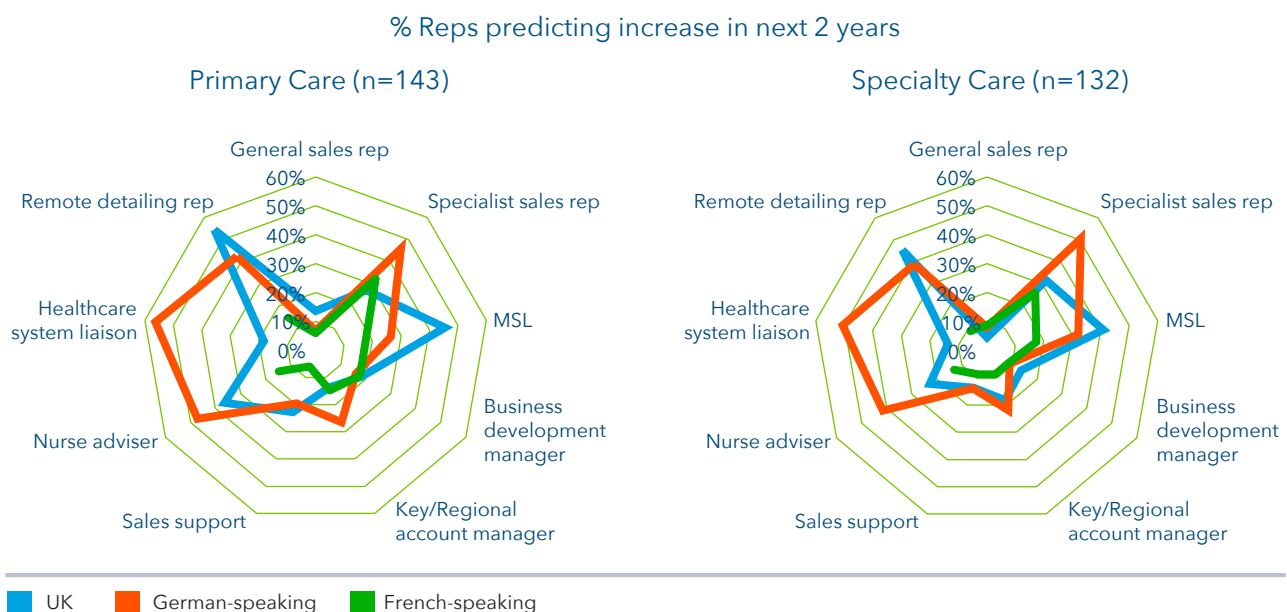 % Reps predicting increase in next 2 years
Primary Care (n=143)
General sales rep
60%
50%
40%
30%
20%
10%
0%
Remote detailing rep
Specialist sales rep
Healthcare
system liaison
MSL
Nurse adviser
Business
development
manager
Sales support
Key/Regional
account manager
Specialty Care (n=132)
General sales rep
60%
50%
40%
30%
20%
10%
0%
Remote detailing rep
Specialist sales rep
Healthcare
system liaison
MSL
Nurse adviser
Business
development
manager
Sales support
Key/Regional
account manager
UK
German-speaking
French-speaking